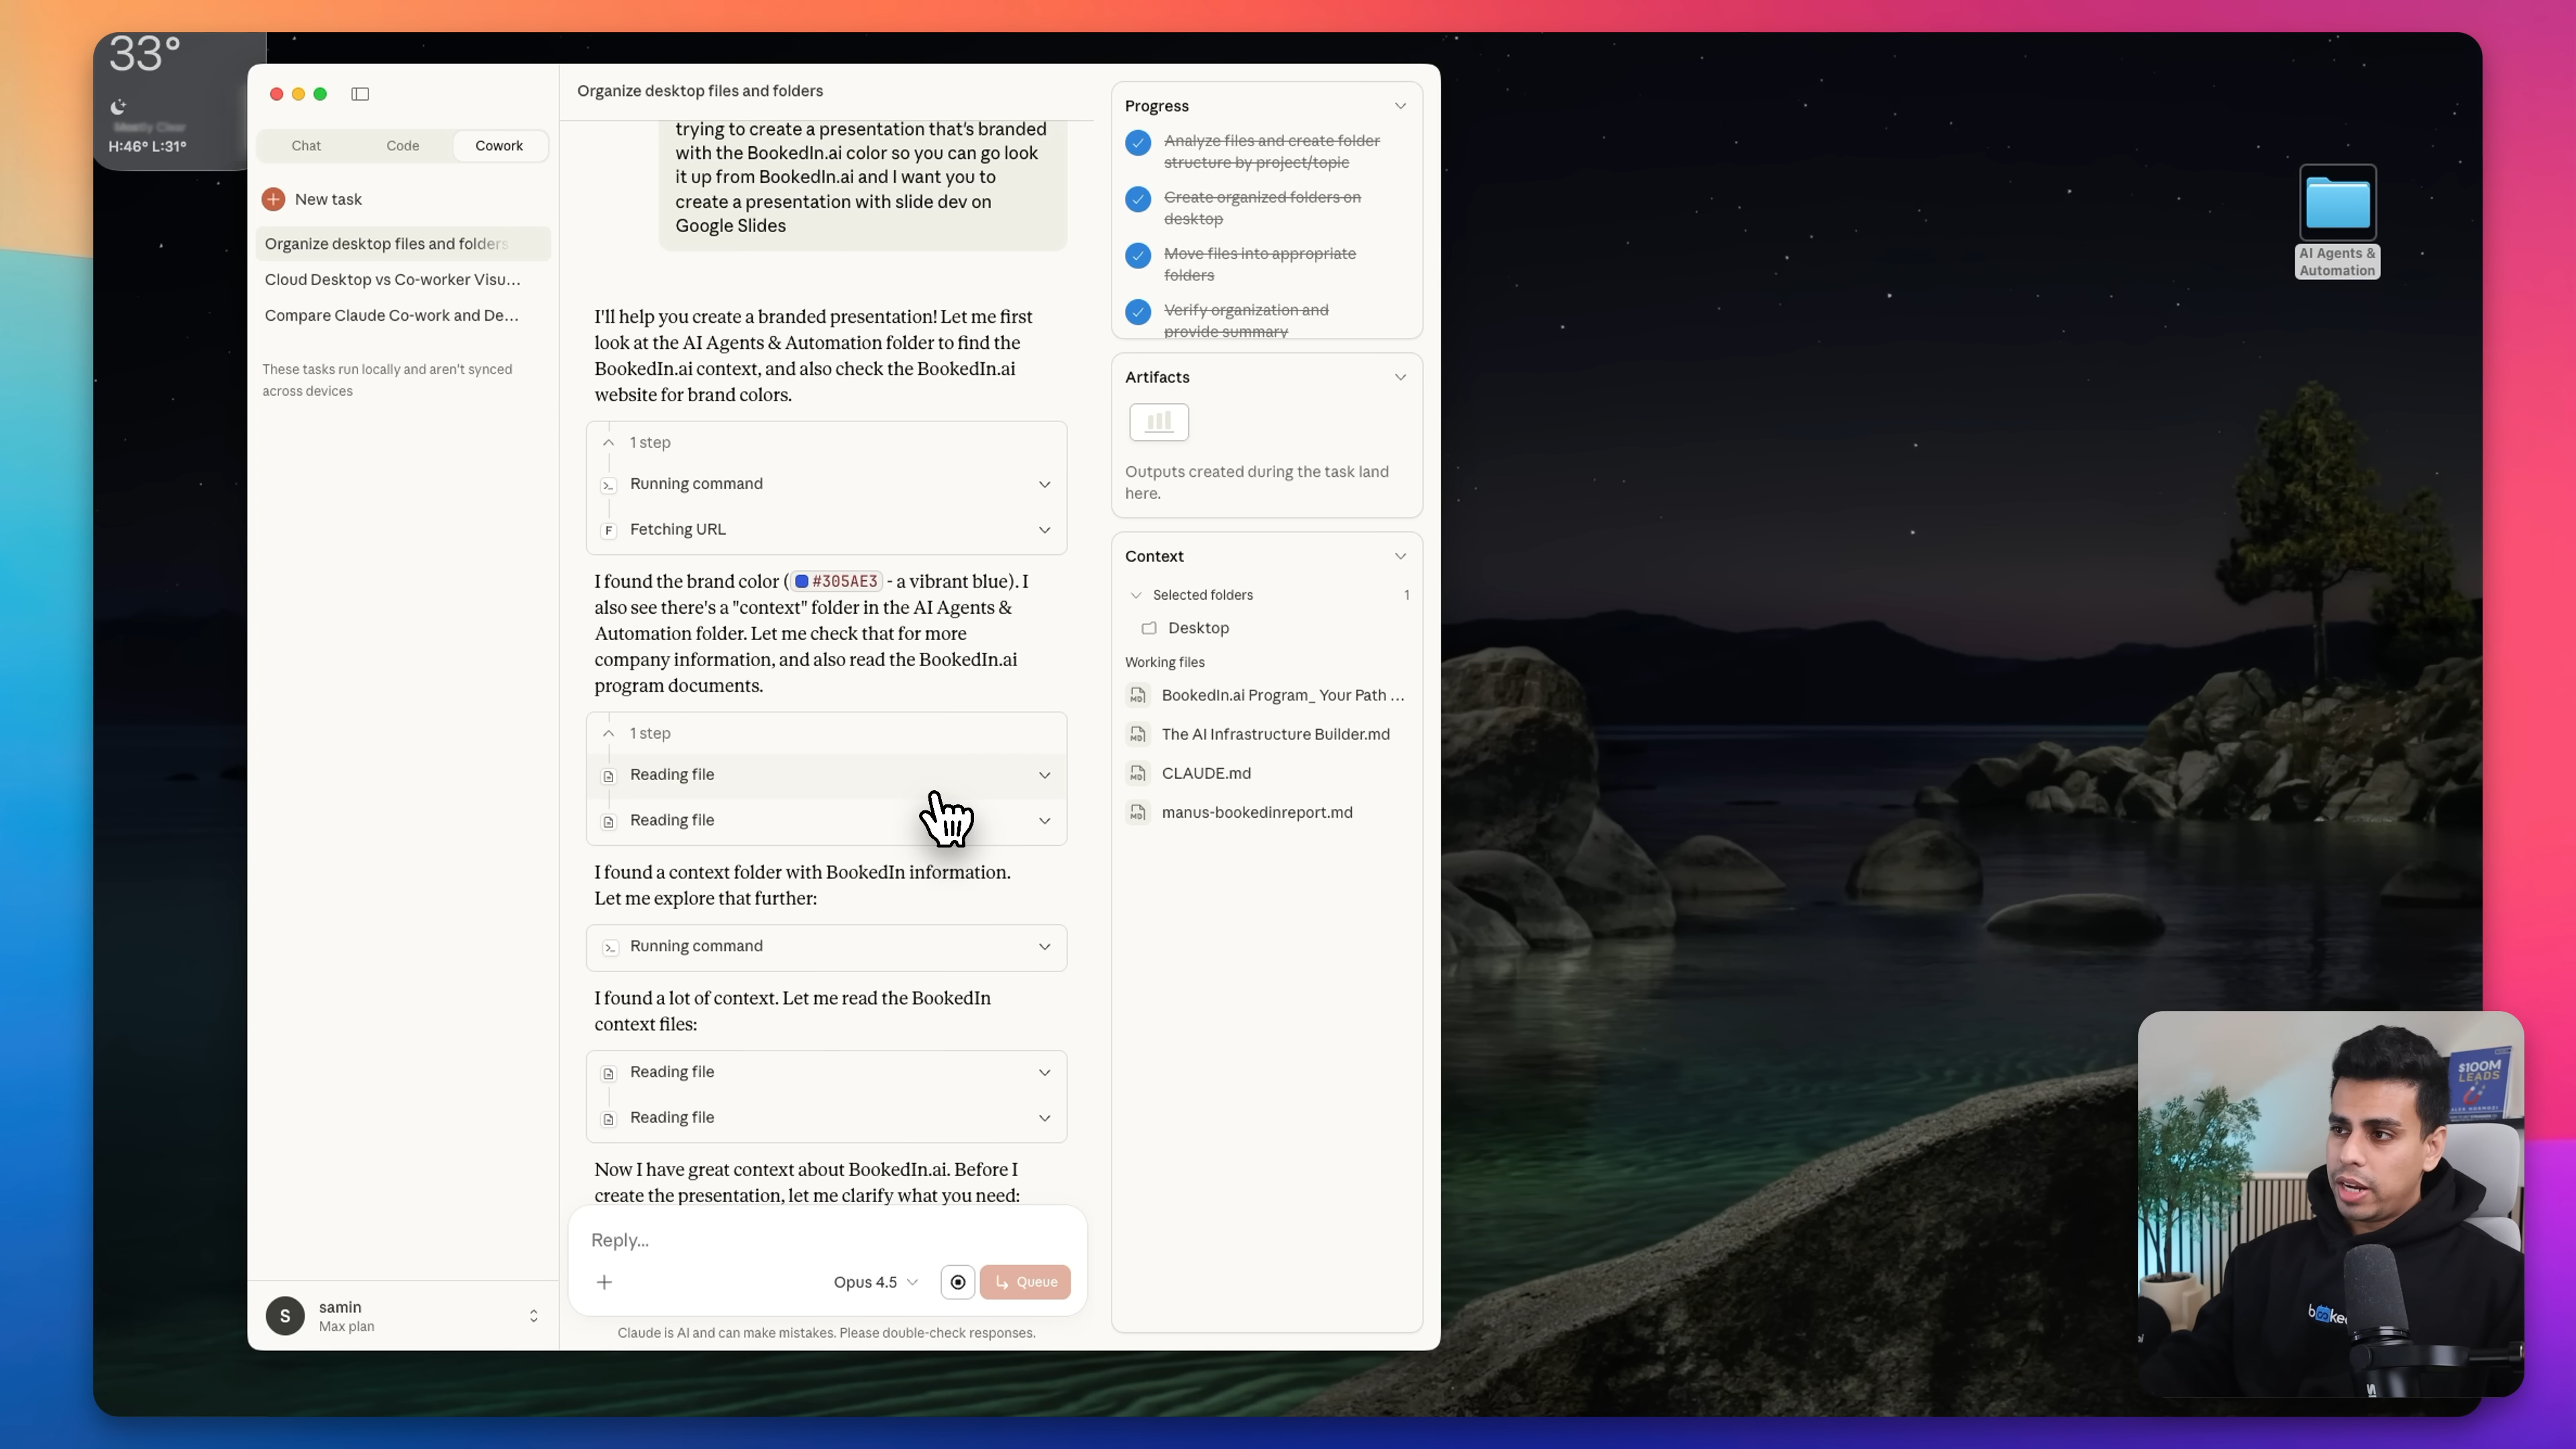 33°
Mostly Clear
H:46° L:31°
Chat
Code
Cowork
New task
Organize desktop files and folders
Cloud Desktop vs Co-worker Visu...
Compare Claude Co-work and De...
These tasks run locally and aren't synced
across devices
S
samin
Max plan
Organize desktop files and folders
trying to create a presentation that's branded
with the BookedIn.ai color so you can go look
it up from BookedIn.ai and I want you to
create a presentation with slide dev on
Google Slides
I'll help you create a branded presentation! Let me first
look at the AI Agents & Automation folder to find the
BookedIn.ai context, and also check the BookedIn.ai
website for brand colors.
1 step
Running command
F
Fetching URL
I found the brand color ( #305AE3 - a vibrant blue). I
also see there's a "context" folder in the AI Agents &
Automation folder. Let me check that for more
company information, and also read the BookedIn.ai
program documents.
1 step
Reading file
Reading file
I found a context folder with BookedIn information.
Let me explore that further:
Running command
I found a lot of context. Let me read the BookedIn
context files:
Reading file
Reading file
Now I have great context about BookedIn.ai. Before I
create the presentation, let me clarify what you need:
Reply...
Opus 4.5
Queue
Claude is AI and can make mistakes. Please double-check responses.
Progress
Analyze files and create folder
structure by project/topic
Create organized folders on
desktop
Move files into appropriate
folders
Verify organization and
provide summary
Artifacts
Outputs created during the task land
here.
Context
Selected folders
1
Desktop
Working files
MD
BookedIn.ai Program_ Your Path ...
MD
The AI Infrastructure Builder.md
MD
CLAUDE.md
MD
manus-bookedinreport.md
AI Agents &
Automation
$100M
LEADS
ALEX HORMOZI